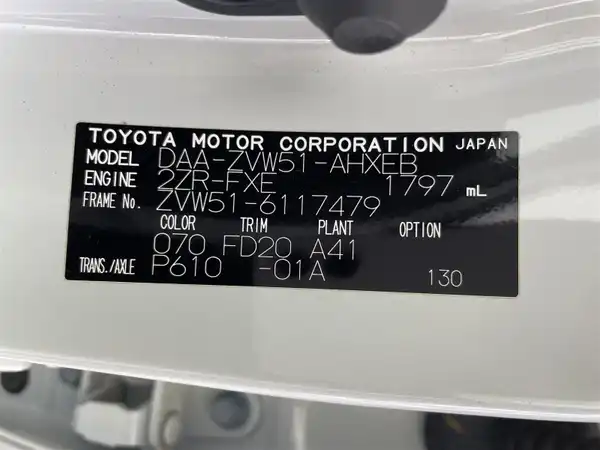 TOYOTA MOTOR CORPORATION JAPAN
MODEL DAA-ZVW51-AHXEB
ENGINE 2ZR-FXE 1797 mL
FRAME No. ZVW51-6117479
COLOR TRIM PLANT OPTION
070 FD20 A41
TRANS./AXLE P610 -01A 130